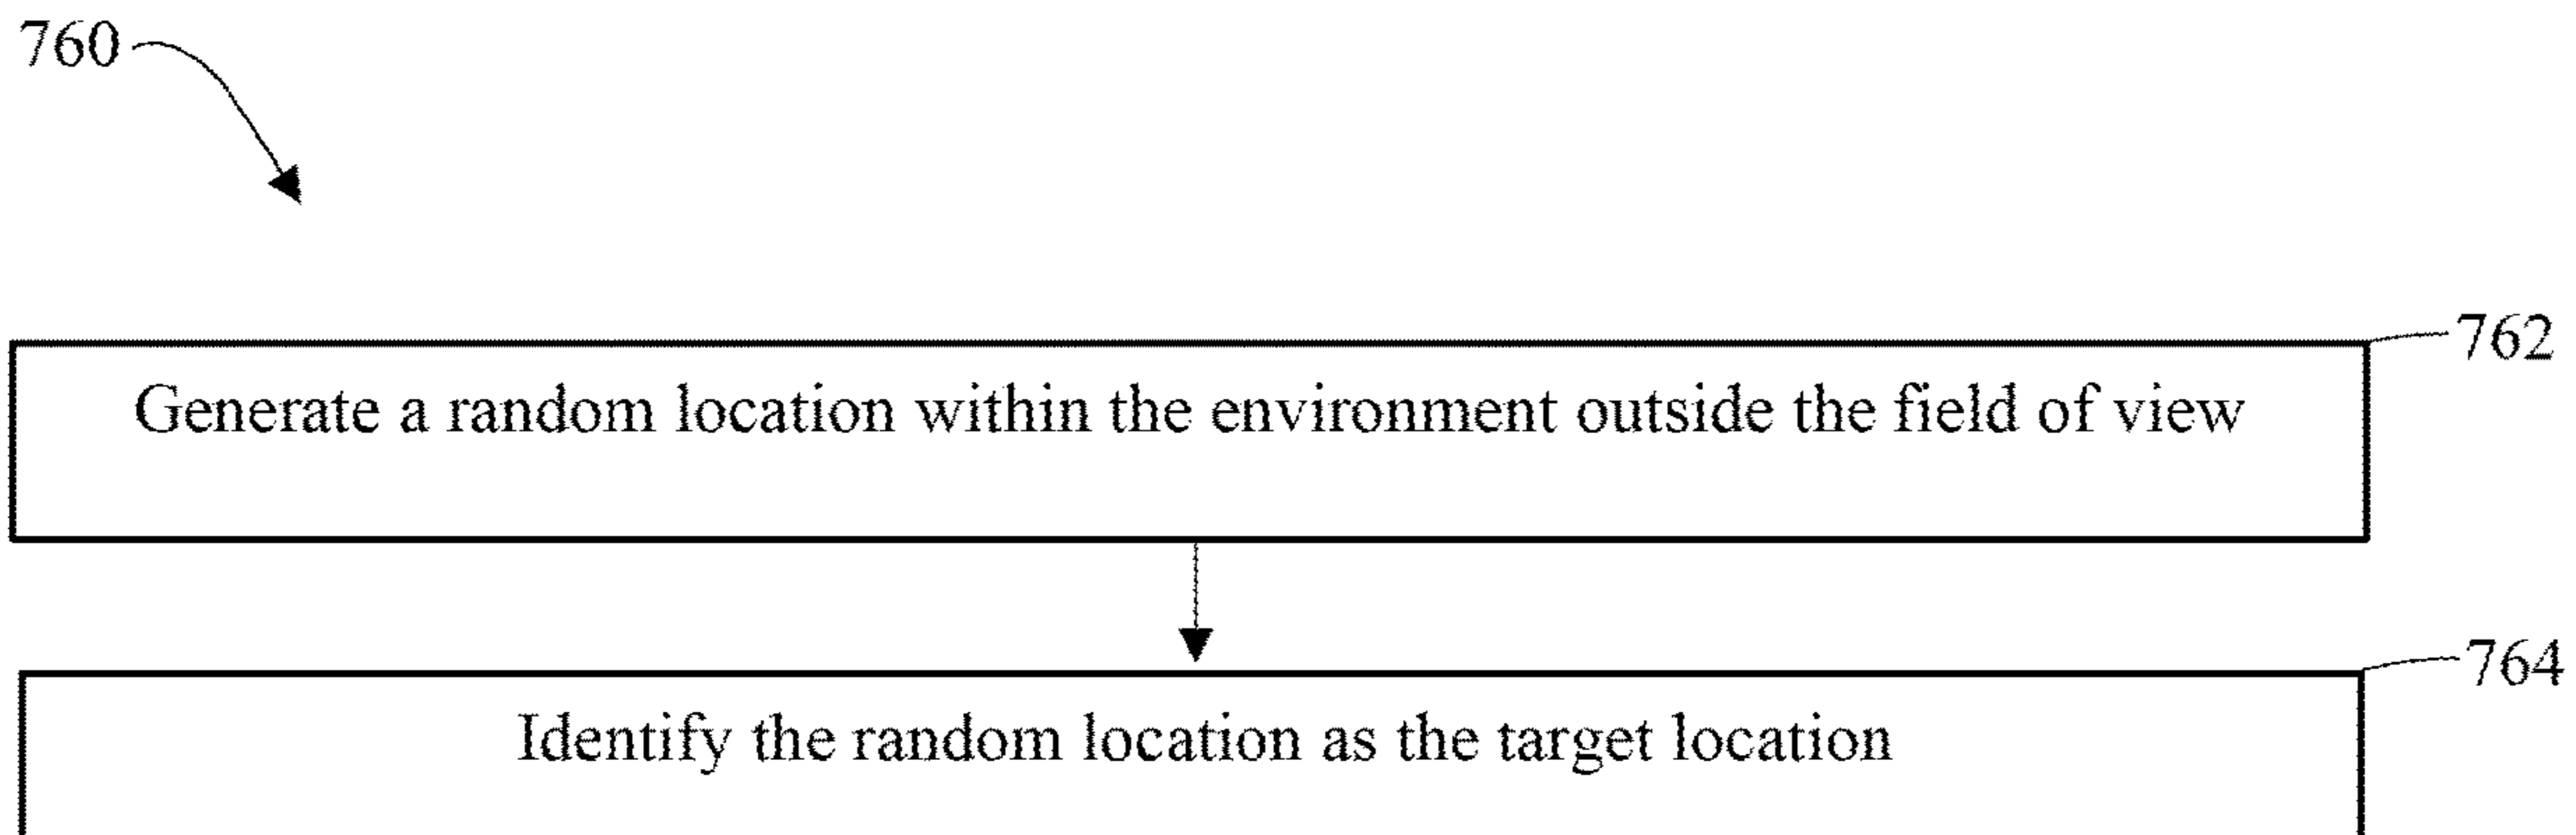 760
762
Generate a random location within the environment outside the field of view
764
Identify the random location as the target location